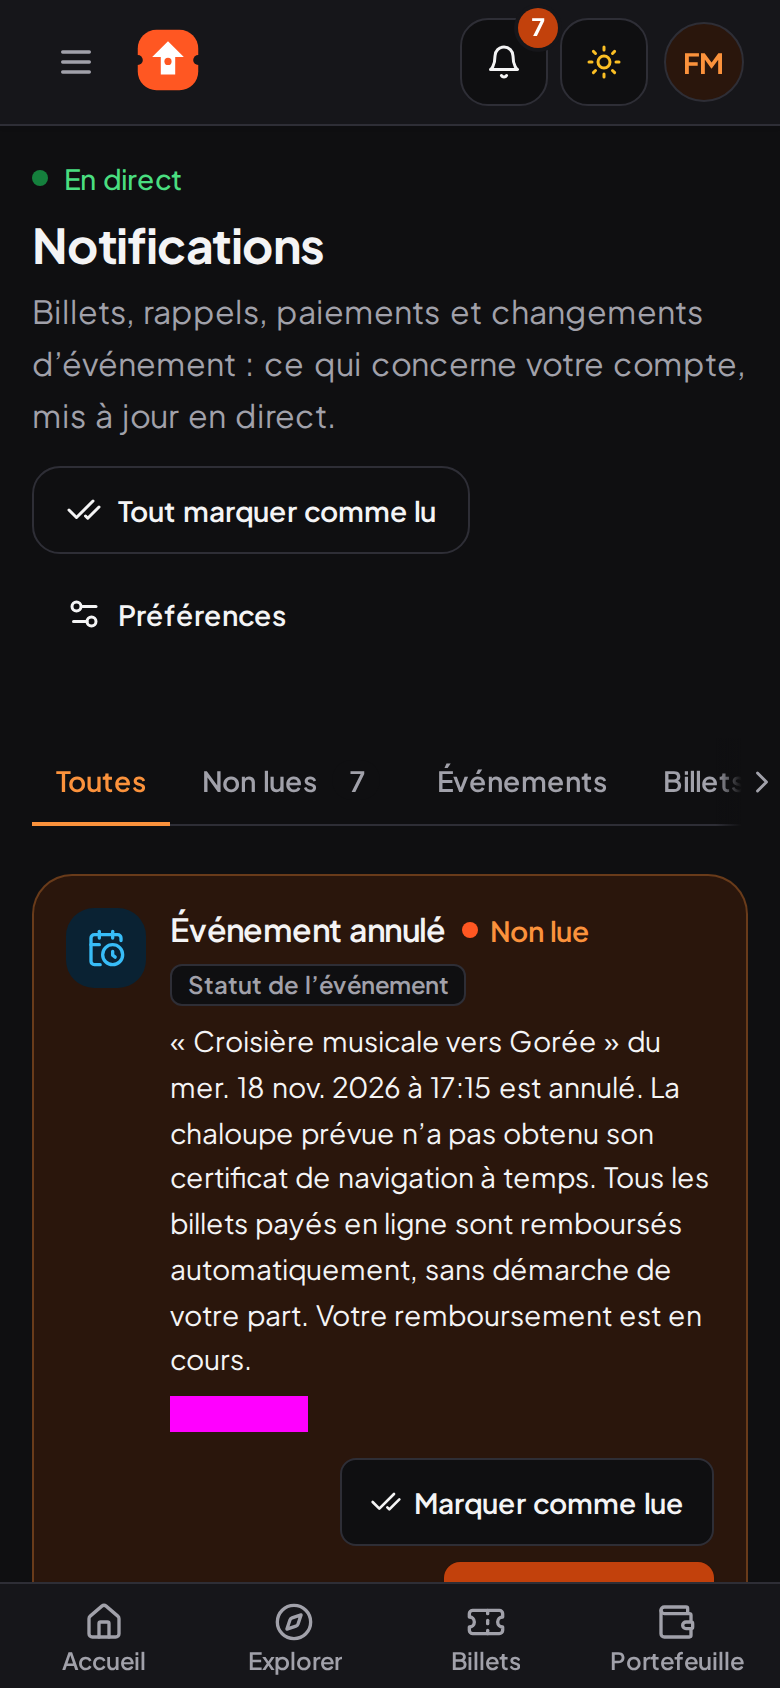 7
FM
En direct
Notifications
Billets, rappels, paiements et changements
d’événement : ce qui concerne votre compte,
mis à jour en direct.
Tout marquer comme lu
Préférences
Toutes
Non lues 7
Événements
Billets
Événement annulé
Non lue
Statut de l’événement
« Croisière musicale vers Gorée » du
mer. 18 nov. 2026 à 17:15 est annulé. La
chaloupe prévue n’a pas obtenu son
certificat de navigation à temps. Tous les
billets payés en ligne sont remboursés
automatiquement, sans démarche de
votre part. Votre remboursement est en
cours.
Marquer comme lue
Accueil
Explorer
Billets
Portefeuille